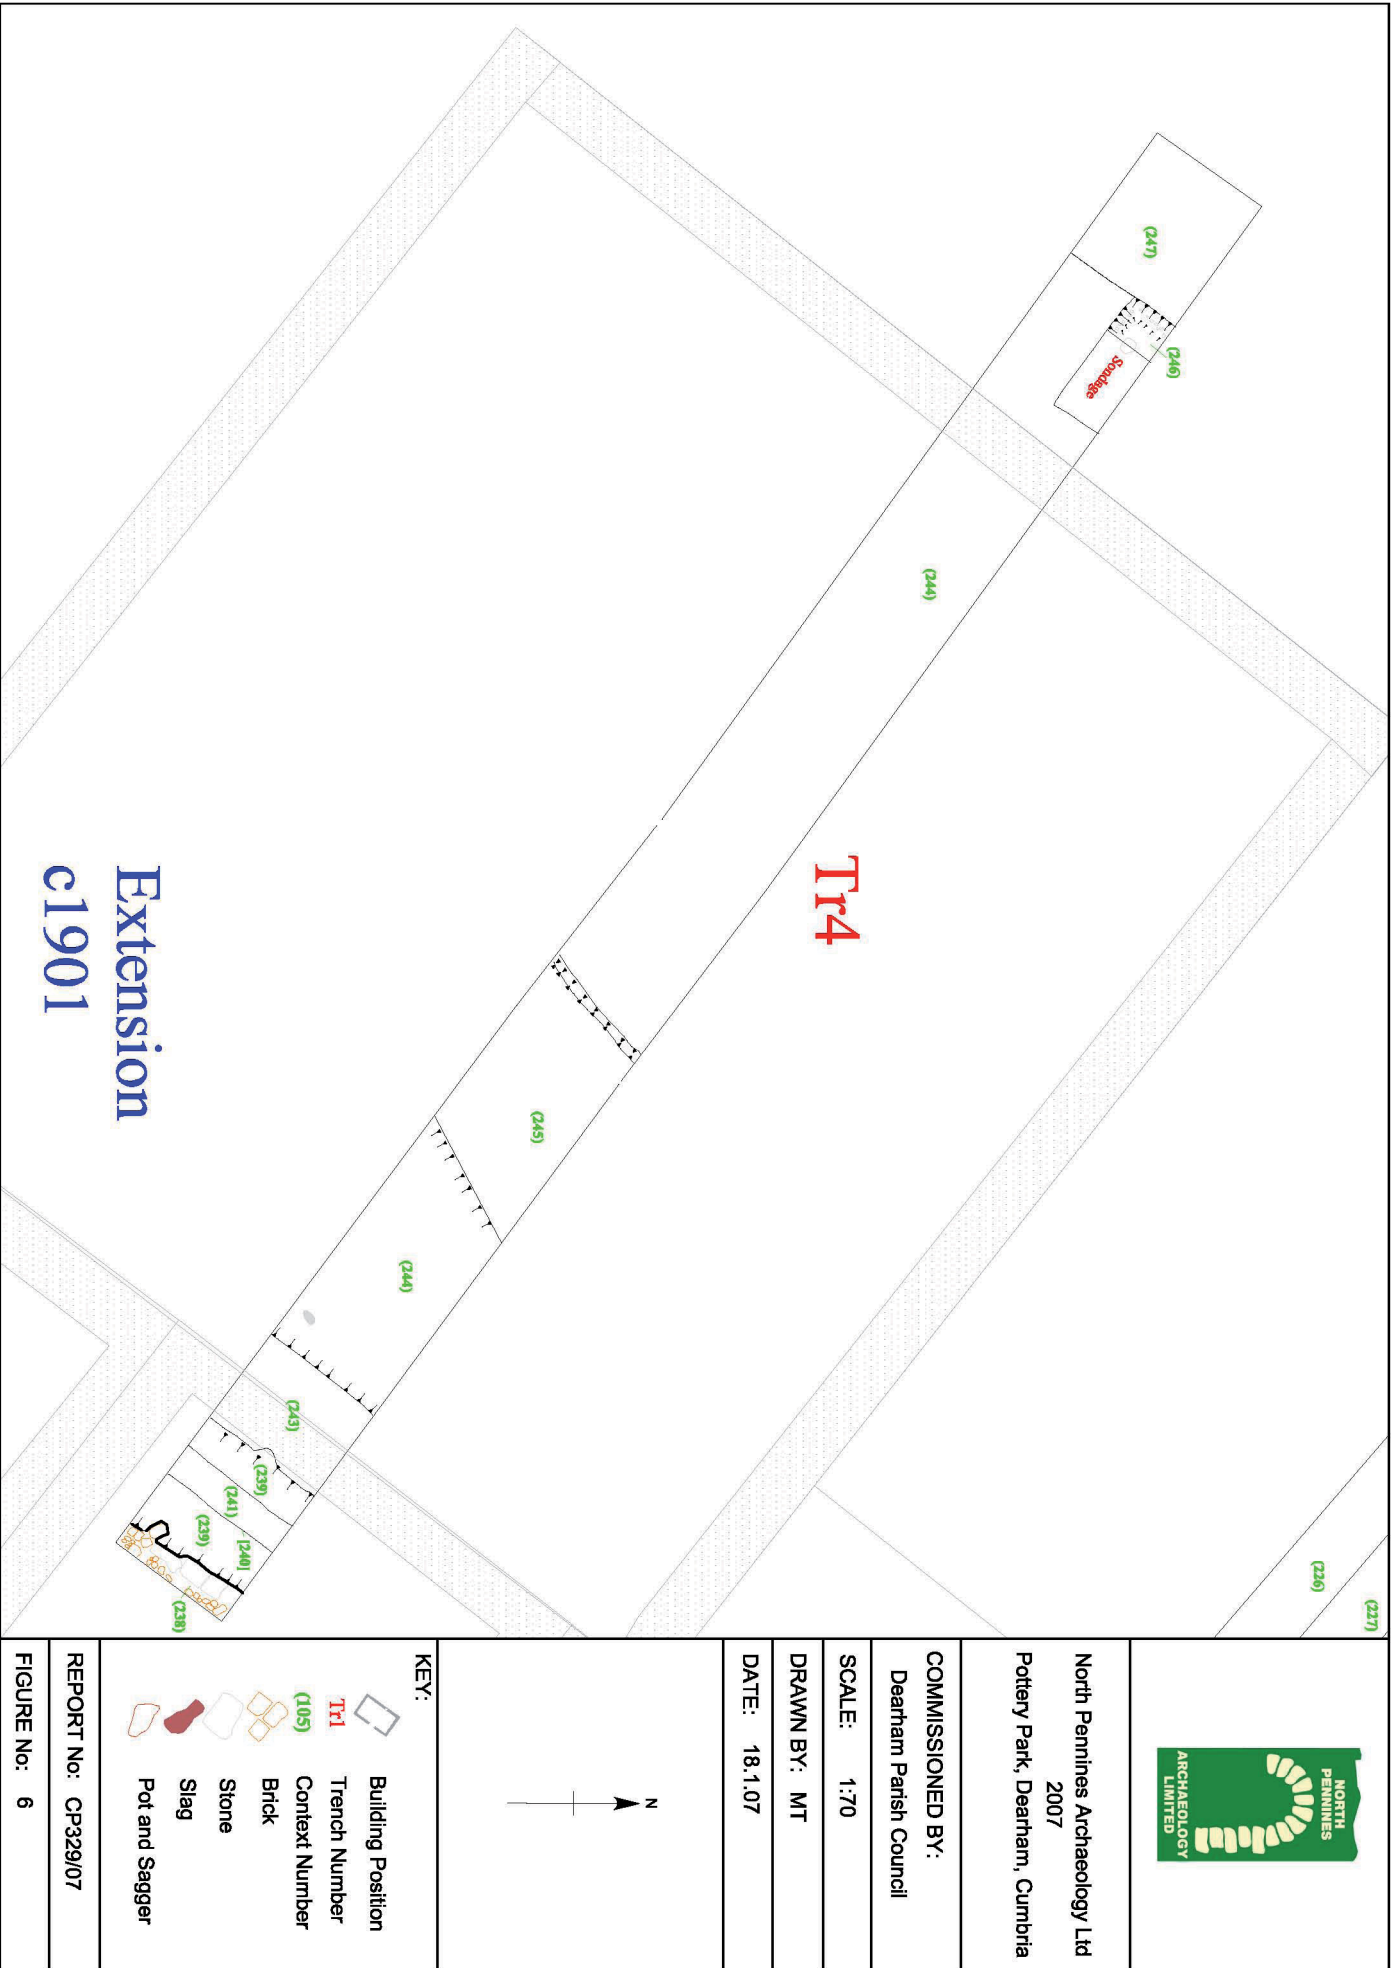 (247)
(246)
Sondage
(244)
Tr4
(245)
(244)
(243)
(239)
(241)
[240]
(239)
(238)
(226)
(227)
Extension
c1901
NORTH
PENNINES
ARCHAEOLOGY
LIMITED
North Pennines Archaeology Ltd
2007
Pottery Park, Dearham, Cumbria
COMMISSIONED BY:
Dearham Parish Council
SCALE: 1:70
DRAWN BY: MT
DATE: 18.1.07
N
KEY:
Building Position
Tr1 Trench Number
(105) Context Number
Brick
Stone
Slag
Pot and Sagger
REPORT No: CP329/07
FIGURE No: 6